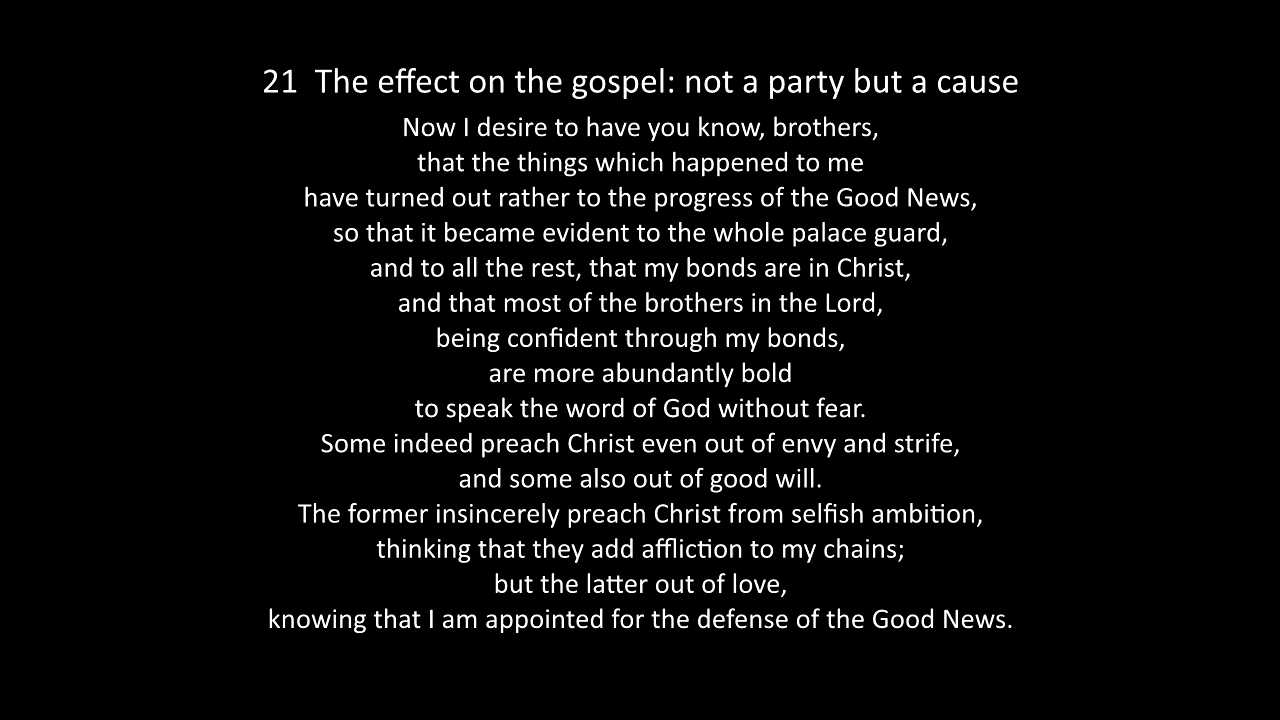 21  The effect on the gospel: not a party but a cause
Now I desire to have you know, brothers,
that the things which happened to me
have turned out rather to the progress of the Good News,
so that it became evident to the whole palace guard,
and to all the rest, that my bonds are in Christ,
and that most of the brothers in the Lord,
being confident through my bonds,
are more abundantly bold
to speak the word of God without fear.
Some indeed preach Christ even out of envy and strife,
and some also out of good will.
The former insincerely preach Christ from selfish ambition,
thinking that they add affliction to my chains;
but the latter out of love,
knowing that I am appointed for the defense of the Good News.